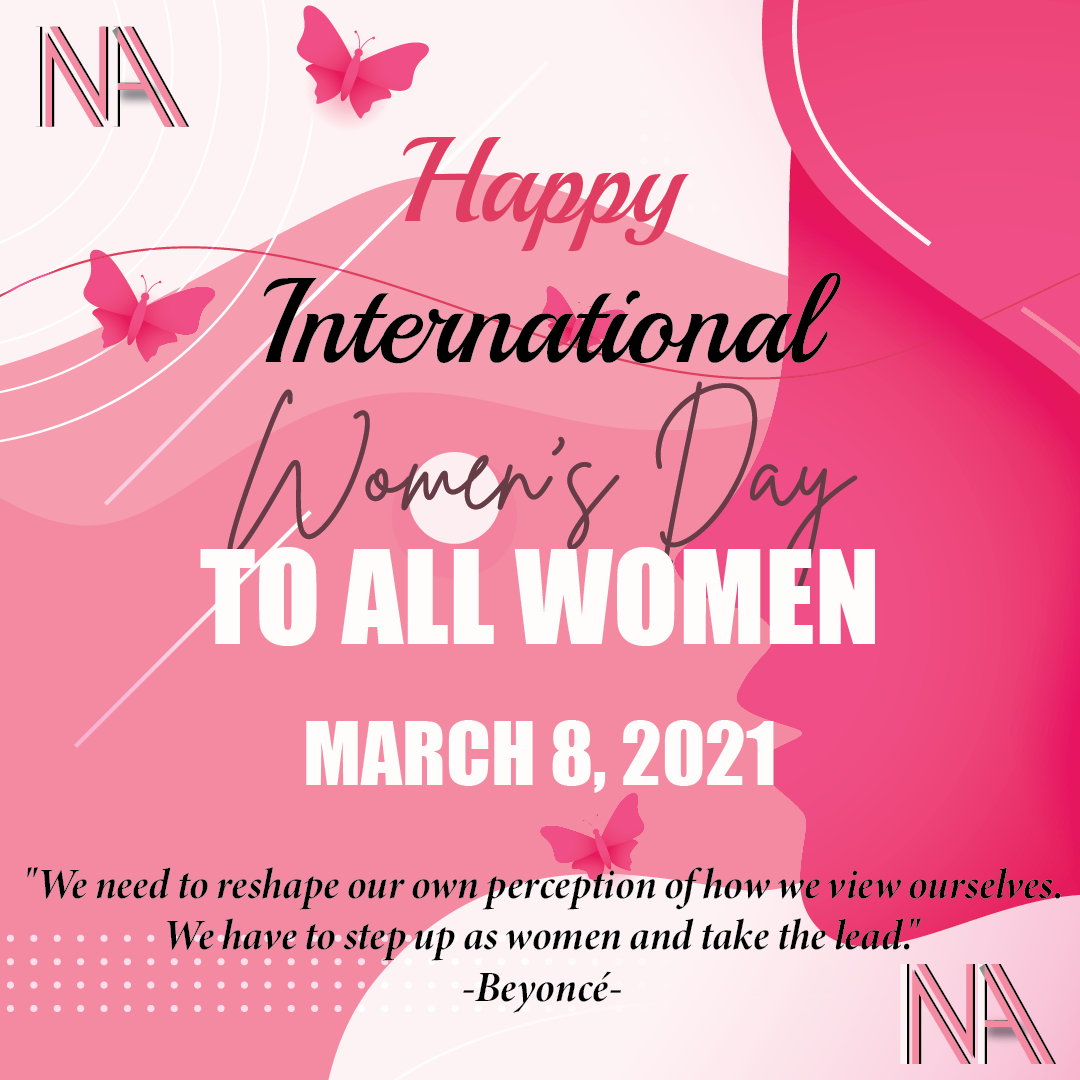 NA
Happy
International
Women's Day
TO ALL WOMEN
MARCH 8, 2021
"We need to reshape our own perception of how we view ourselves.
We have to step up as women and take the lead."
-Beyoncé-
NA